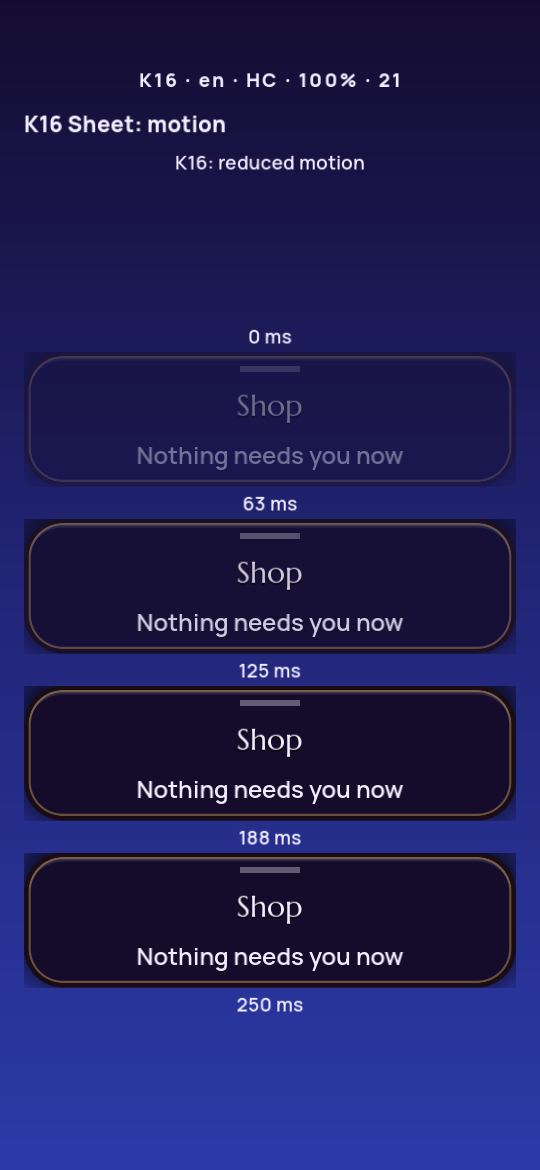 K16 · en · HC · 100% · 21
K16 Sheet: motion
K16: reduced motion
0 ms
Shop
Nothing needs you now
63 ms
Shop
Nothing needs you now
125 ms
Shop
Nothing needs you now
188 ms
Shop
Nothing needs you now
250 ms